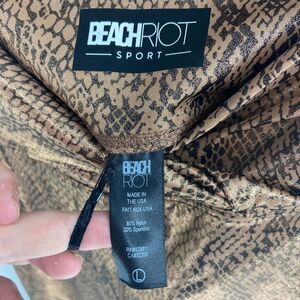 BEACHRIOT
SPORT
BEACH
RIOT
MADE IN
THE USA
FAIT AUX-USA
80% Nylon
20% Spandex
L